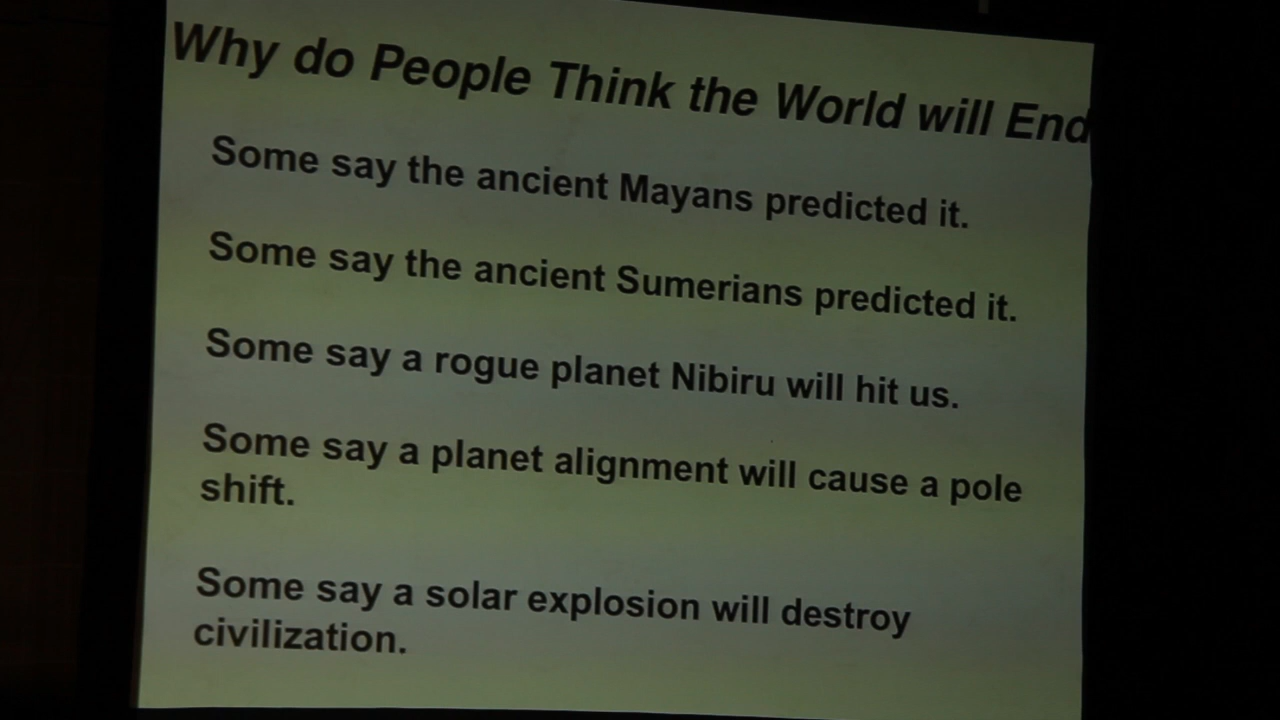 Why do People Think the World will End
Some say the ancient Mayans predicted it.
Some say the ancient Sumerians predicted it.
Some say a rogue planet Nibiru will hit us.
Some say a planet alignment will cause a pole
shift.
Some say a solar explosion will destroy
civilization.